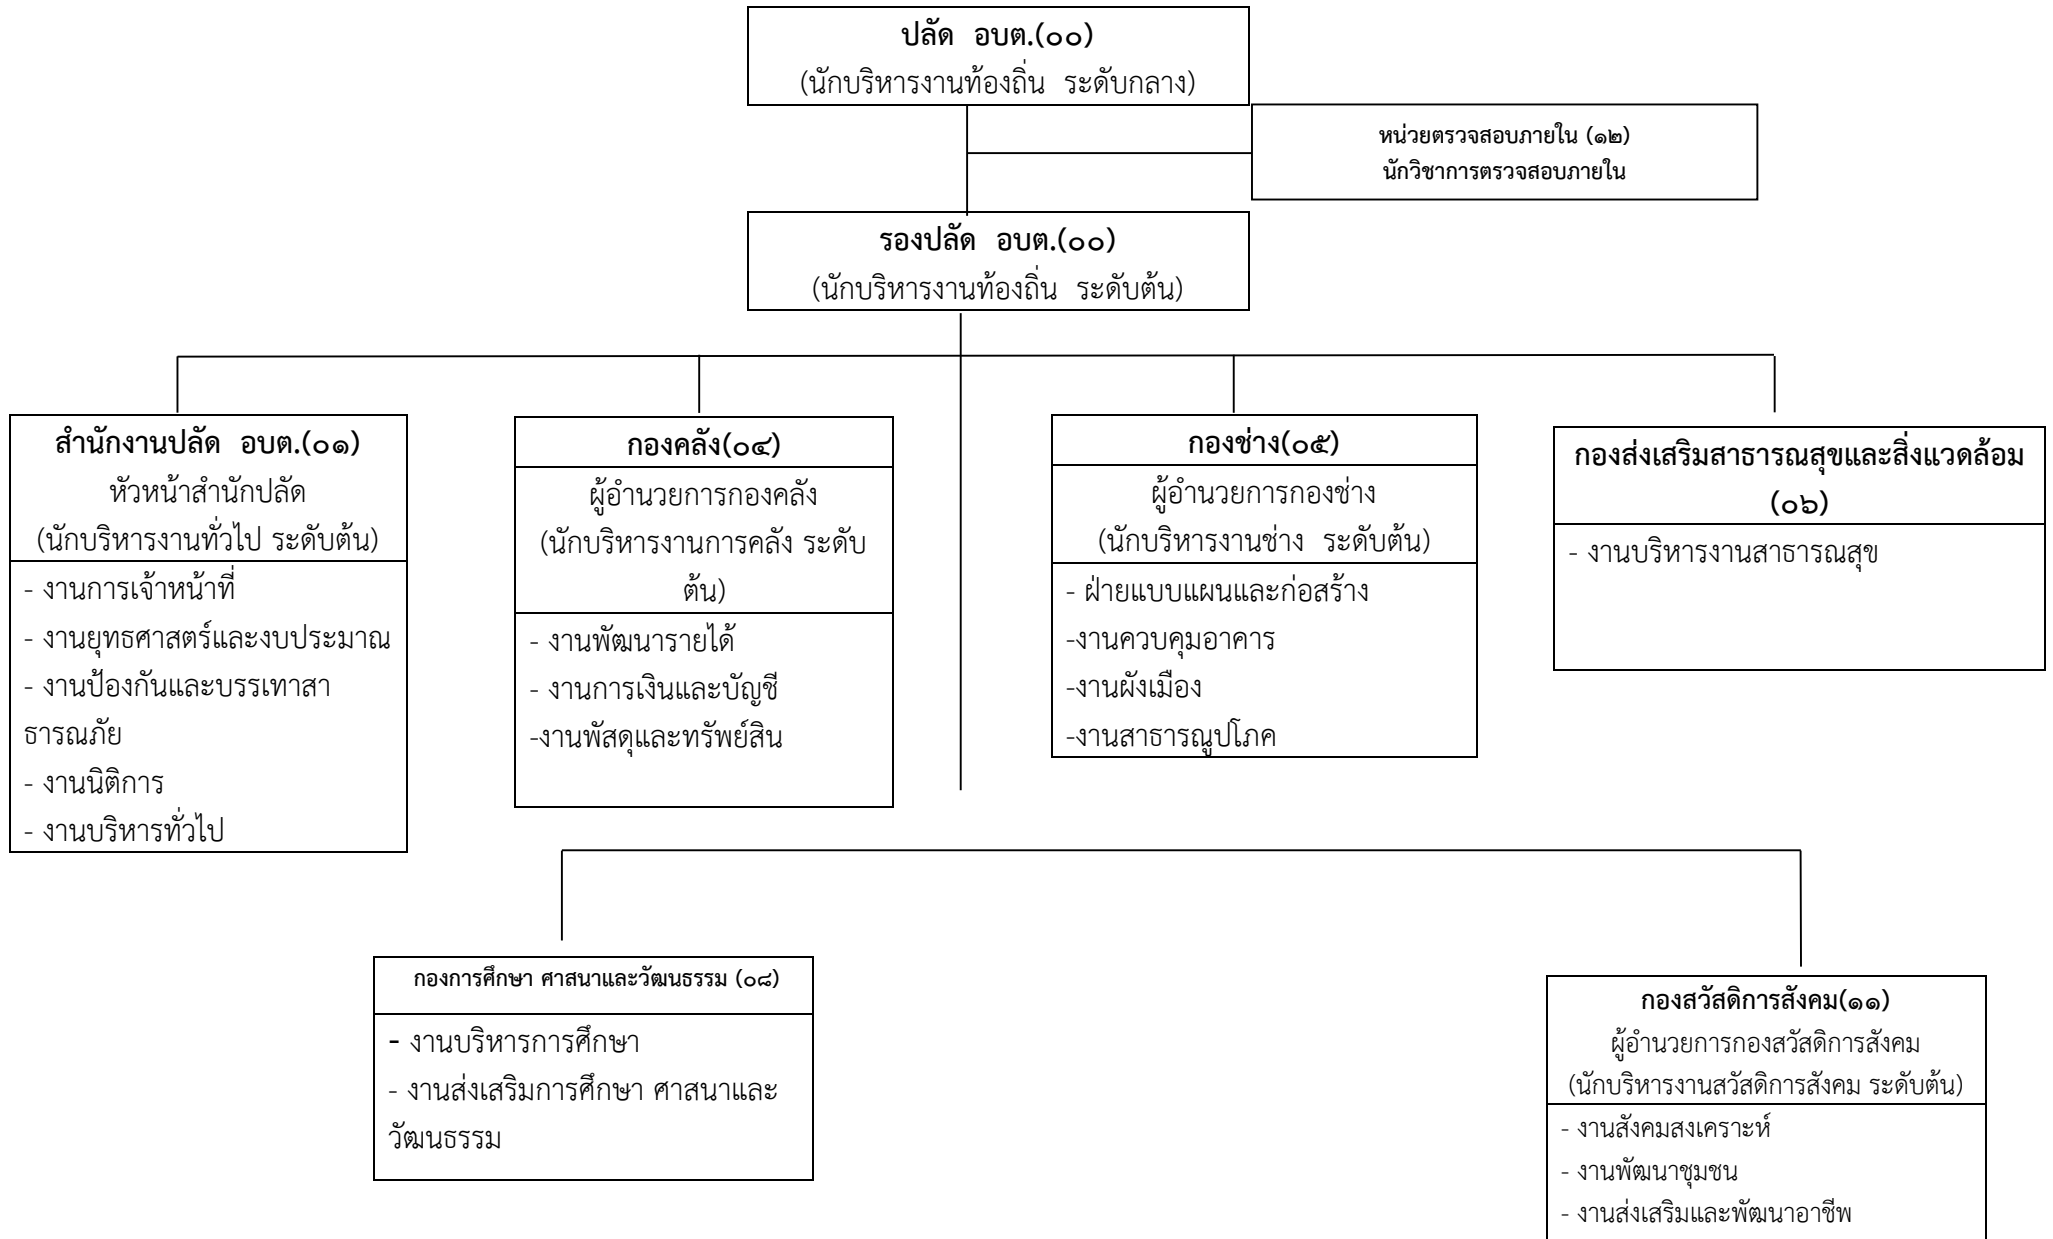 ปลัด  อบต.(๐๐)
(นักบริหารงานท้องถิ่น  ระดับกลาง)
หน่วยตรวจสอบภายใน (๑๒)
นักวิชาการตรวจสอบภายใน
รองปลัด  อบต.(๐๐)
(นักบริหารงานท้องถิ่น  ระดับต้น)
สำนักงานปลัด  อบต.(๐๑)
หัวหน้าสำนักปลัด
(นักบริหารงานทั่วไป ระดับต้น)
- งานการเจ้าหน้าที่
- งานยุทธศาสตร์และงบประมาณ
- งานป้องกันและบรรเทาสา
ธารณภัย
- งานนิติการ
- งานบริหารทั่วไป
กองคลัง(๐๔)
ผู้อำนวยการกองคลัง
(นักบริหารงานการคลัง ระดับ
ต้น)
- งานพัฒนารายได้
- งานการเงินและบัญชี
-งานพัสดุและทรัพย์สิน
กองช่าง(๐๕)
ผู้อำนวยการกองช่าง
(นักบริหารงานช่าง  ระดับต้น)
- ฝ่ายแบบแผนและก่อสร้าง
-งานควบคุมอาคาร
-งานผังเมือง
-งานสาธารณูปโภค
กองส่งเสริมสาธารณสุขและสิ่งแวดล้อม
(๐๖)
- งานบริหารงานสาธารณสุข
กองการศึกษา ศาสนาและวัฒนธรรม (๐๘)
- งานบริหารการศึกษา
- งานส่งเสริมการศึกษา ศาสนาและ
วัฒนธรรม
กองสวัสดิการสังคม(๑๑)
ผู้อำนวยการกองสวัสดิการสังคม
(นักบริหารงานสวัสดิการสังคม ระดับต้น)
- งานสังคมสงเคราะห์
- งานพัฒนาชุมชน
- งานส่งเสริมและพัฒนาอาชีพ